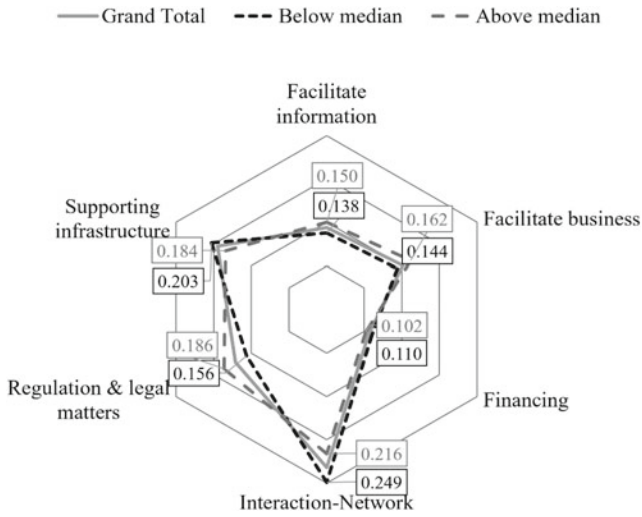 Grand Total Below median Above median
Facilitate
information
0.150
0.138
Supporting
infrastructure
0.162
Facilitate business
0.144
0.184
0.203
0.102
0.110
0.186
0.156
Regulation & legal
matters
Financing
0.216
0.249
Interaction-Network